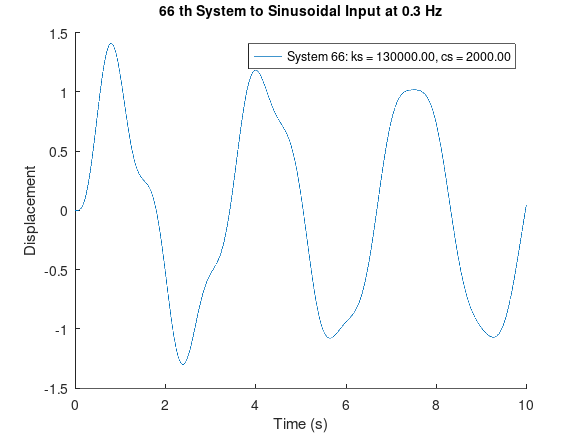 66 th System to Sinusoidal Input at 0.3 Hz
System 66: ks = 130000.00, cs = 2000.00
Displacement
1.5
1
0.5
0
-0.5
-1
-1.5
0 2 4 6 8 10
Time (s)